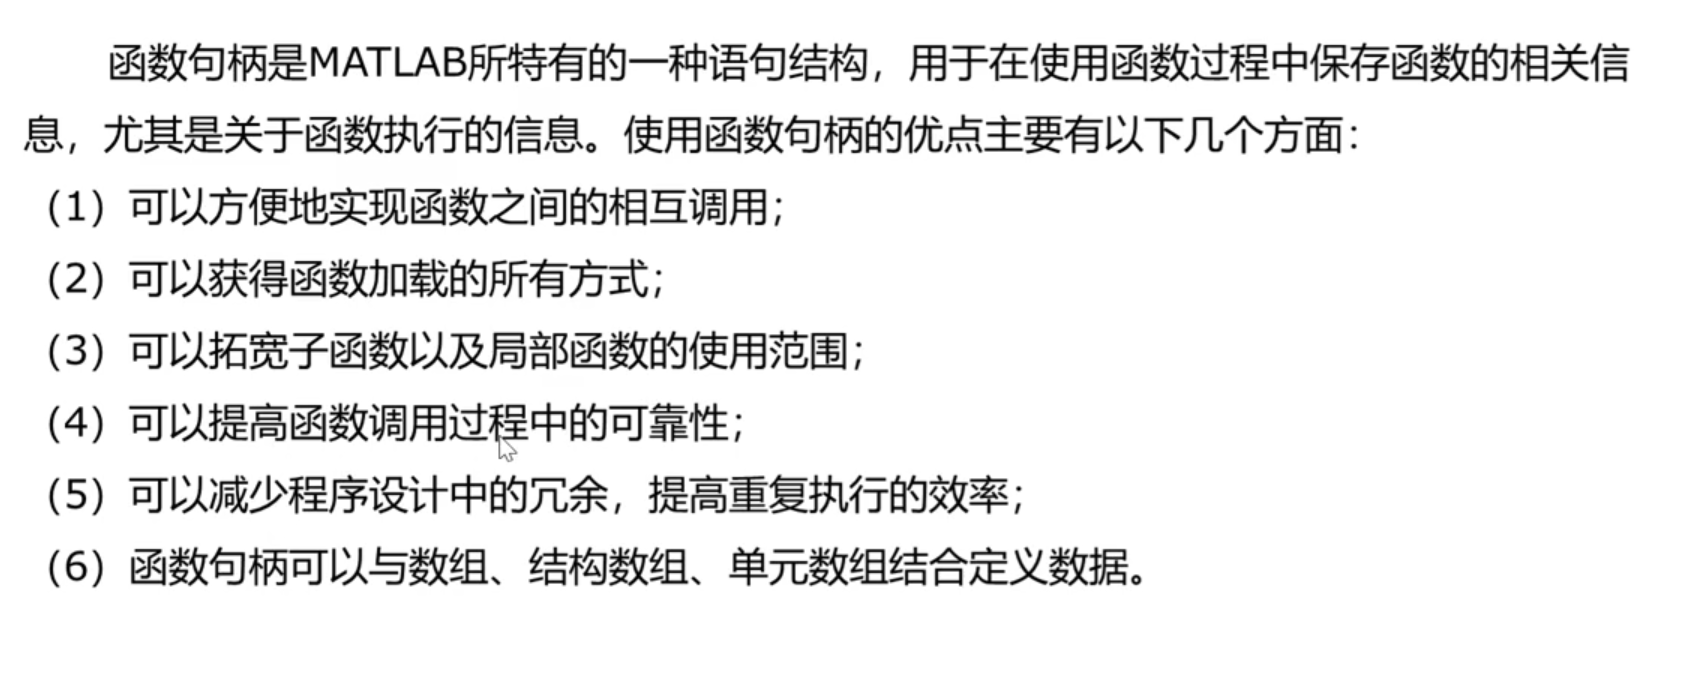 函数句柄是MATLAB所特有的一种语句结构，用于在使用函数过程中保存函数的相关信
息，尤其是关于函数执行的信息。使用函数句柄的优点主要有以下几个方面：
（1）可以方便地实现函数之间的相互调用；
（2）可以获得函数加载的所有方式；
（3）可以拓宽子函数以及局部函数的使用范围；
（4）可以提高函数调用过程中的可靠性；
（5）可以减少程序设计中的冗余，提高重复执行的效率；
（6）函数句柄可以与数组、结构数组、单元数组结合定义数据。